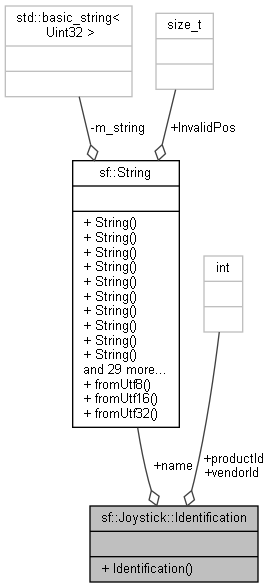 std::basic_string<
Uint32 >
size_t
-m_string
+InvalidPos
sf::String
+ String()
+ String()
+ String()
+ String()
+ String()
+ String()
+ String()
+ String()
+ String()
+ String()
and 29 more...
+ fromUtf8()
+ fromUtf16()
+ fromUtf32()
int
+name
+productId
+vendorId
sf::Joystick::Identification
+ Identification()